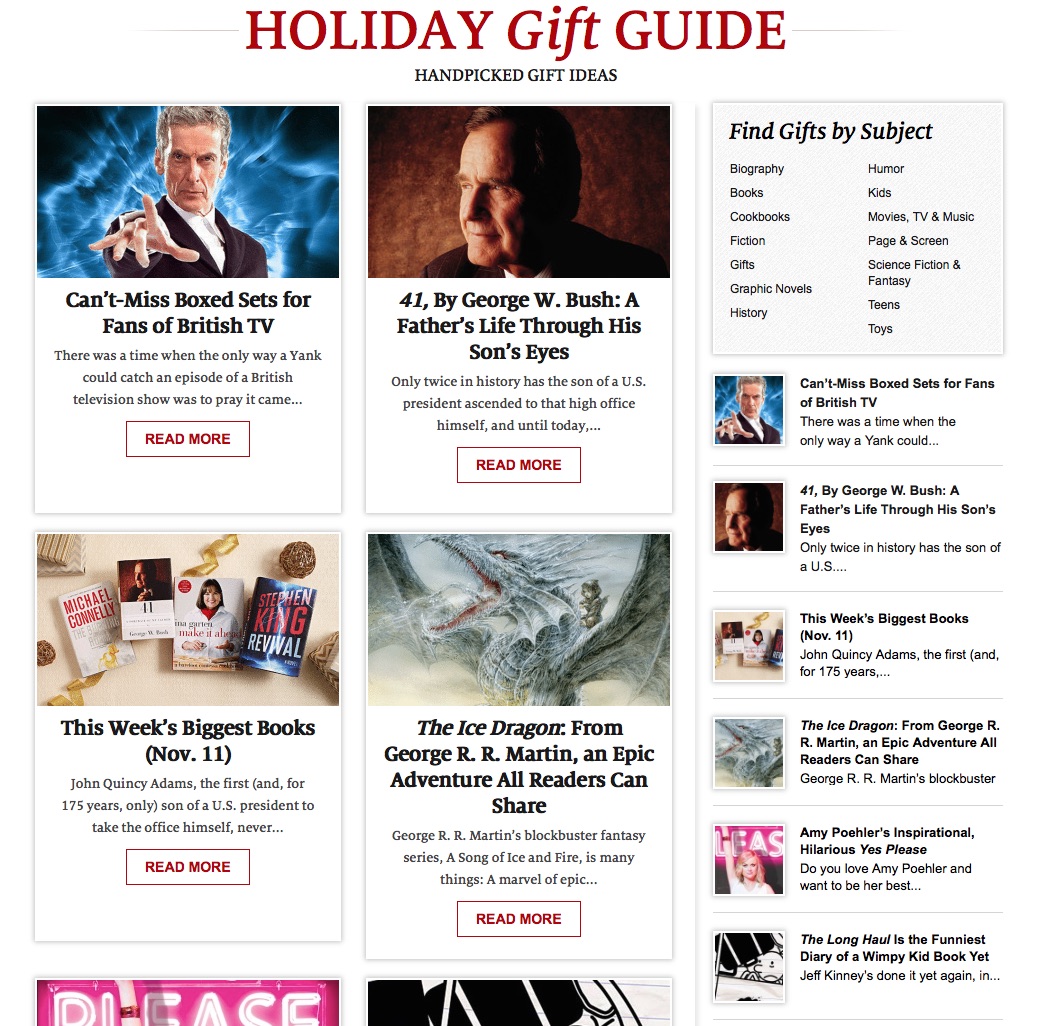 HOLIDAY Gift GUIDE
HANDPICKED GIFT IDEAS
Can't-Miss Boxed Sets for
Fans of British TV
There was a time when the only way a Yank
could catch an episode of a British
television show was to pray it came...
READ MORE
41, By George W. Bush: A
Father's Life Through His
Son's Eyes
Only twice in history has the son of a U.S.
president ascended to that high office
himself, and until today,...
READ MORE
MICHAEL
CONNELLY
41
George W. Bush
make it ahead
STEPHEN
KING
REVIVAL
This Week's Biggest Books
(Nov. 11)
John Quincy Adams, the first (and, for
175 years, only) son of a U.S. president to
take the office himself, never...
READ MORE
The Ice Dragon: From
George R. R. Martin, an Epic
Adventure All Readers Can
Share
George R. R. Martin's blockbuster fantasy
series, A Song of Ice and Fire, is many
things: A marvel of epic...
READ MORE
PLEASE
Find Gifts by Subject
Biography
Books
Cookbooks
Fiction
Gifts
Graphic Novels
History
Humor
Kids
Movies, TV & Music
Page & Screen
Science Fiction &
Fantasy
Teens
Toys
Can't-Miss Boxed Sets for Fans
of British TV
There was a time when the
only way a Yank could...
41, By George W. Bush: A
Father's Life Through His Son's
Eyes
Only twice in history has the son of
a U.S....
This Week's Biggest Books
(Nov. 11)
John Quincy Adams, the first (and,
for 175 years,...
The Ice Dragon: From George R.
R. Martin, an Epic Adventure All
Readers Can Share
George R. R. Martin's blockbuster
LEAS
Amy Poehler's Inspirational,
Hilarious Yes Please
Do you love Amy Poehler and
want to be her best...
The Long Haul Is the Funniest
Diary of a Wimpy Kid Book Yet
Jeff Kinney's done it yet again, in...